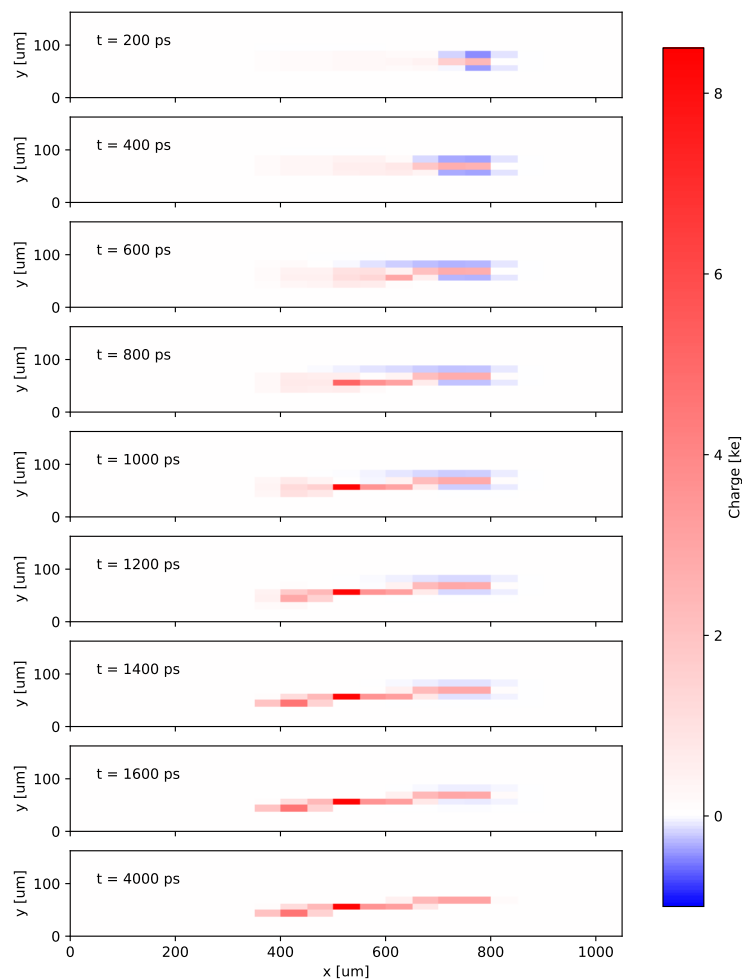 t = 200 ps
y [um]
100
0
t = 400 ps
y [um]
100
0
t = 600 ps
y [um]
100
0
t = 800 ps
y [um]
100
0
t = 1000 ps
y [um]
100
0
t = 1200 ps
y [um]
100
0
t = 1400 ps
y [um]
100
0
t = 1600 ps
y [um]
100
0
t = 4000 ps
y [um]
100
0
0 200 400 600 800 1000
x [um]
8
6
4
2
0
Charge [ke]